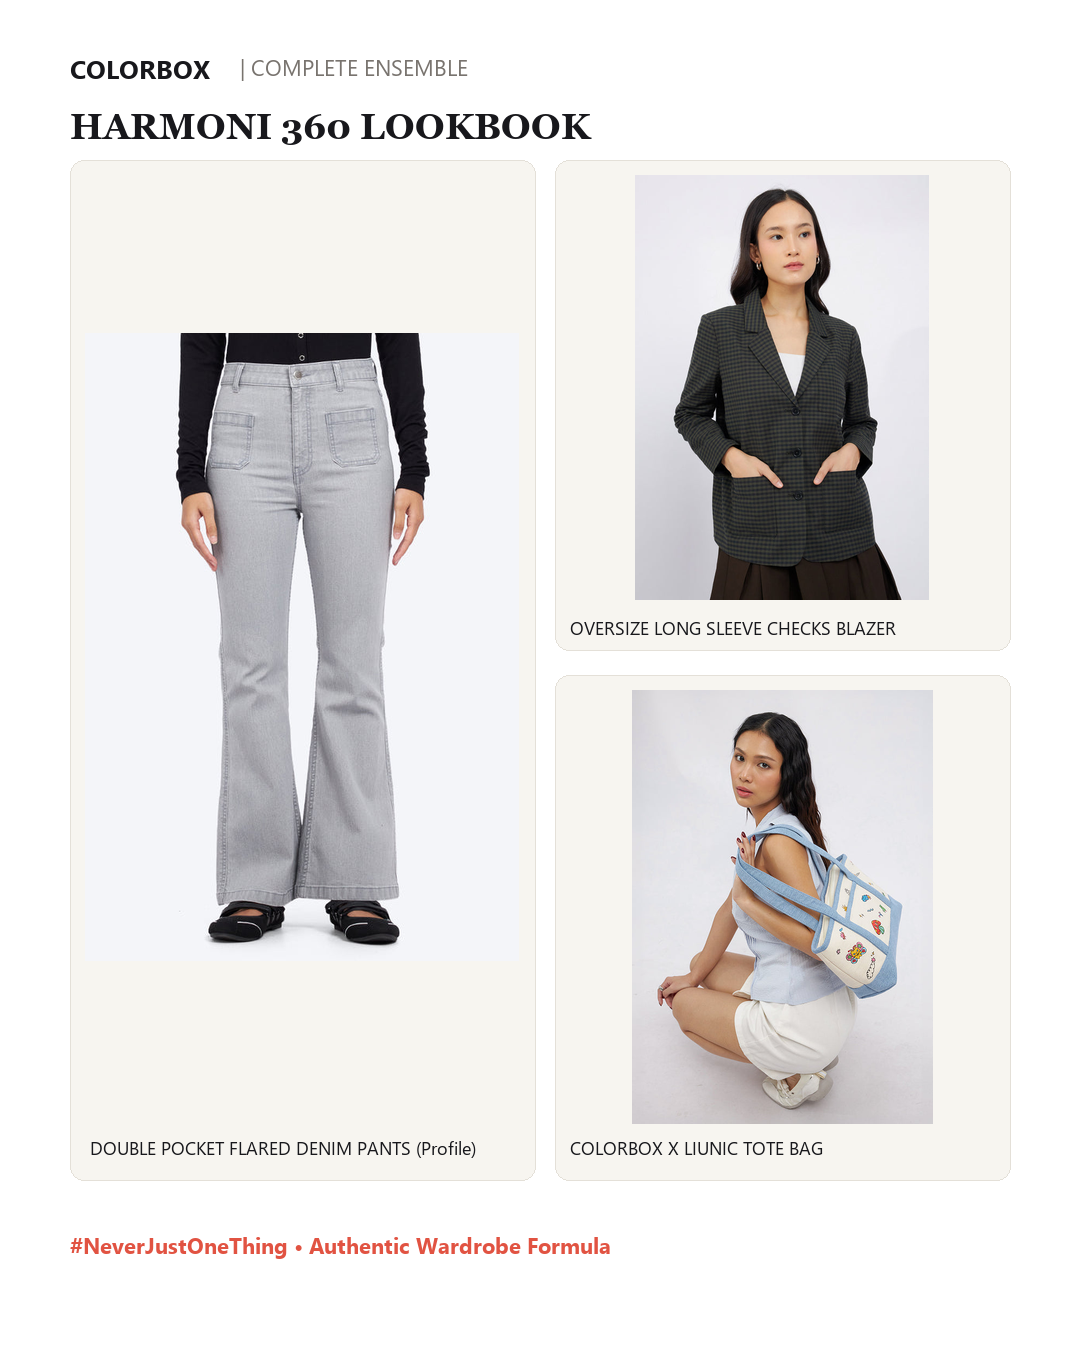 COLORBOX | COMPLETE ENSEMBLE
HARMONI 360 LOOKBOOK
OVERSIZE LONG SLEEVE CHECKS BLAZER
DOUBLE POCKET FLARED DENIM PANTS (Profile)
COLORBOX X LIUNIC TOTE BAG
#NeverJustOneThing • Authentic Wardrobe Formula